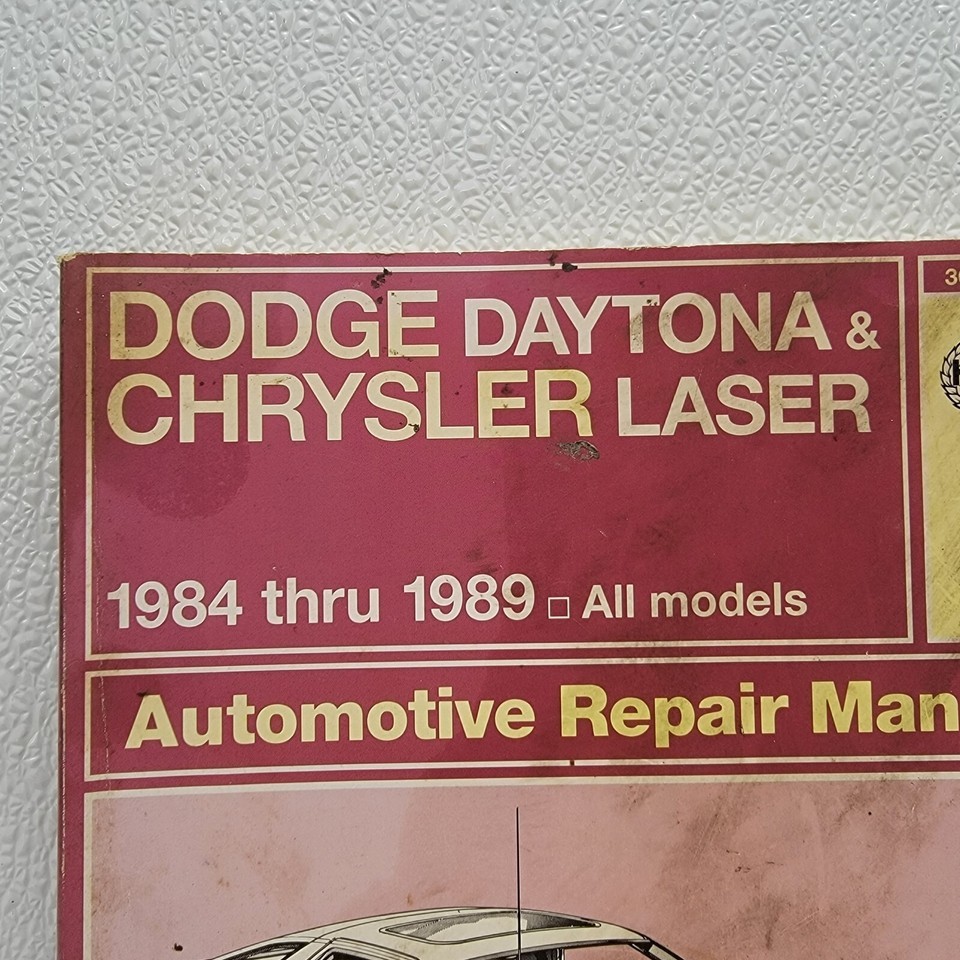 DODGE DAYTONA &
CHRYSLER LASER
1984 thru 1989 □ All models
Automotive Repair Man